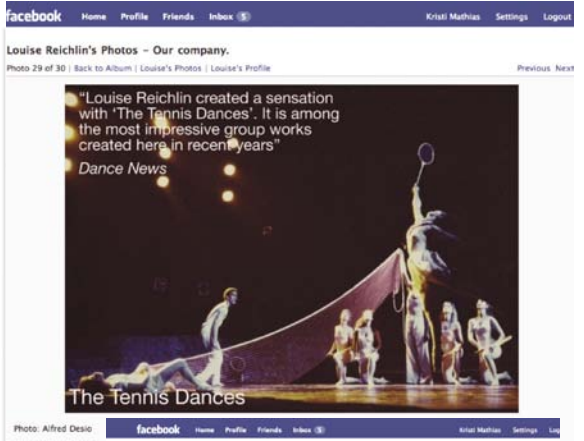 facebook Home Profile Friends Inbox 5 Kristi Mathias Settings Logout
Louise Reichlin's Photos – Our company.
Photo 29 of 30 | Back to Album | Louise's Photos | Louise's Profile Previous Next
“Louise Reichlin created a sensation
with ‘The Tennis Dances’. It is among
the most impressive group works
created here in recent years”
Dance News
The Tennis Dances
Photo: Alfred Desio
facebook Home Profile Friends Inbox 5 Kristi Mathias Settings Log